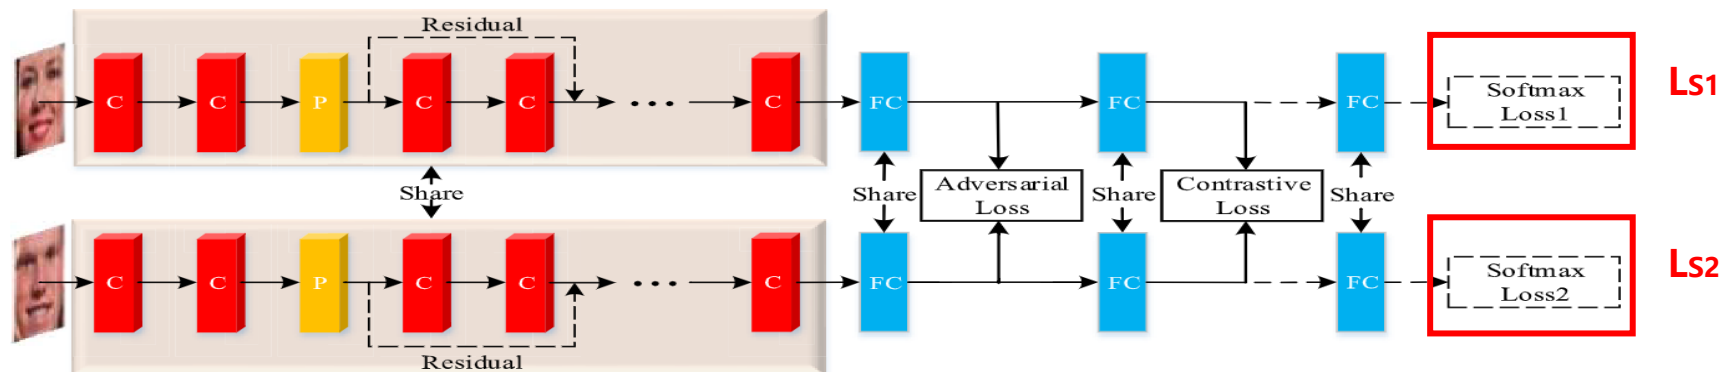 Residual
C C P C C C FC FC FC
Softmax
Loss1
LS1
Share
Share
Adversarial
Loss
Share
Contrastive
Loss
Share
C C P C C C FC FC FC
Softmax
Loss2
LS2
Residual